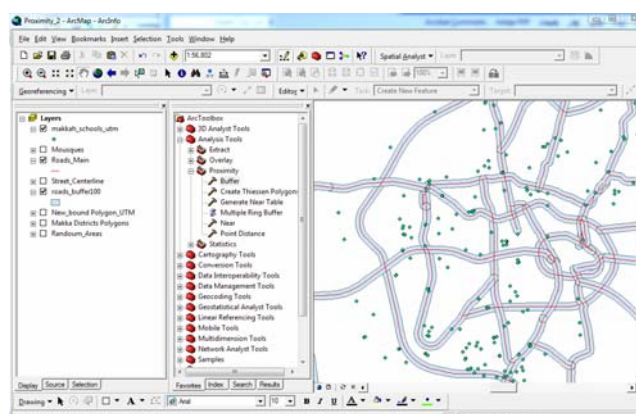 Proximity_2 - ArcMap - ArcInfo
File Edit View Bookmarks Insert Selection Tools Window Help
1:56,802
Spatial Analyst
Layer:
100%
Georeferencing
Layer:
Editor
Task: Create New Feature
Target:
Layers
makkah_schools_utm
Mousques
Roads_Main
Street_Centerline
roads_buffer100
New_bound Polygon_UTM
Makka Districts Polygons
Randoum_Areas
Display Source Selection
ArcToolbox
3D Analyst Tools
Analysis Tools
Extract
Overlay
Proximity
Buffer
Create Thiessen Polygons
Generate Near Table
Multiple Ring Buffer
Near
Point Distance
Statistics
Cartography Tools
Conversion Tools
Data Interoperability Tools
Data Management Tools
Geocoding Tools
Geostatistical Analyst Tools
Linear Referencing Tools
Mobile Tools
Multidimension Tools
Network Analyst Tools
Samples
Favorites Index Search Results
Drawing
A
Arial
10
B I U A